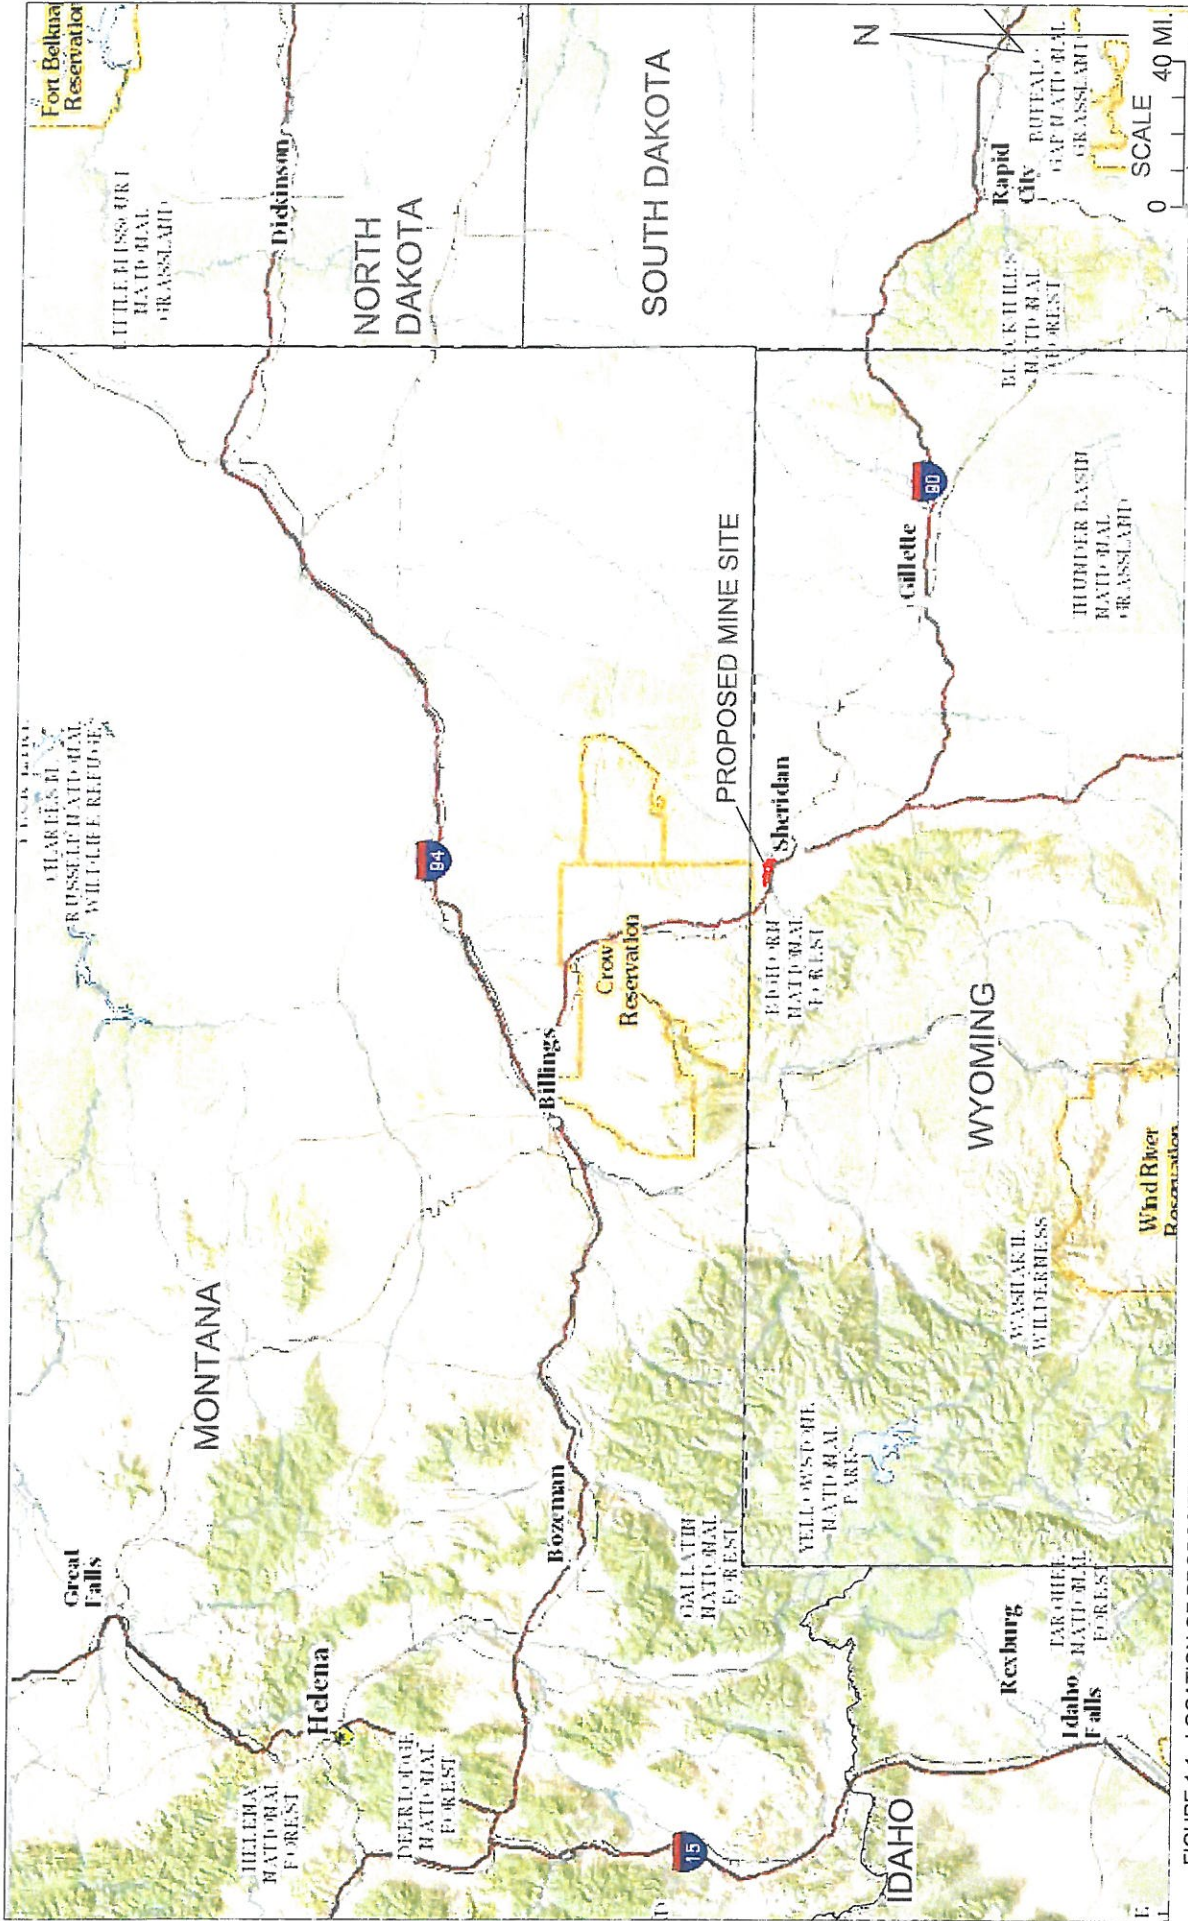 Great
Falls
Helena
HELENA
NATIONAL
FOREST
DEERLODGE
NATIONAL
FOREST
15
IDAHO
Idaho
Falls
Rexburg
TARGHEE
NATIONAL
FOREST
MONTANA
Bozeman
GALLATIN
NATIONAL
FOREST
YELLOWSTONE
NATIONAL
PARK
WASHAKIE
WILDERNESS
Wind River
Reservation
WYOMING
Billings
Crow
Reservation
BIGHORN
NATIONAL
FOREST
CHARLES M.
RUSSELL NATIONAL
WILDLIFE REFUGE
94
PROPOSED MINE SITE
Sheridan
Gillette
90
THUNDER BASIN
NATIONAL
GRASSLAND
Fort Belknap
Reservation
LITTLE MISSOURI
NATIONAL
GRASSLAND
Dickinson
NORTH
DAKOTA
SOUTH DAKOTA
BLACK HILLS
NATIONAL
FOREST
Rapid
City
BUFFALO
GAP NATIONAL
GRASSLAND
N
SCALE
0 40 MI.